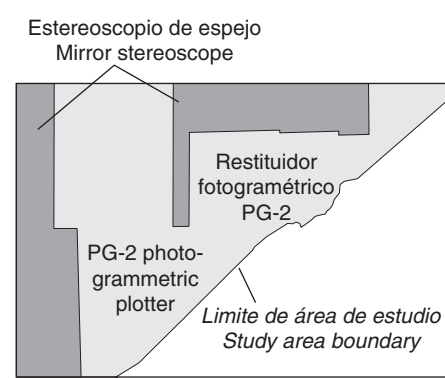 Estereoscopio de espejo
Mirror stereoscope
Restituidor
fotogramétrico
PG-2
PG-2 photo-
grammetric
plotter
Limite de área de estudio
Study area boundary